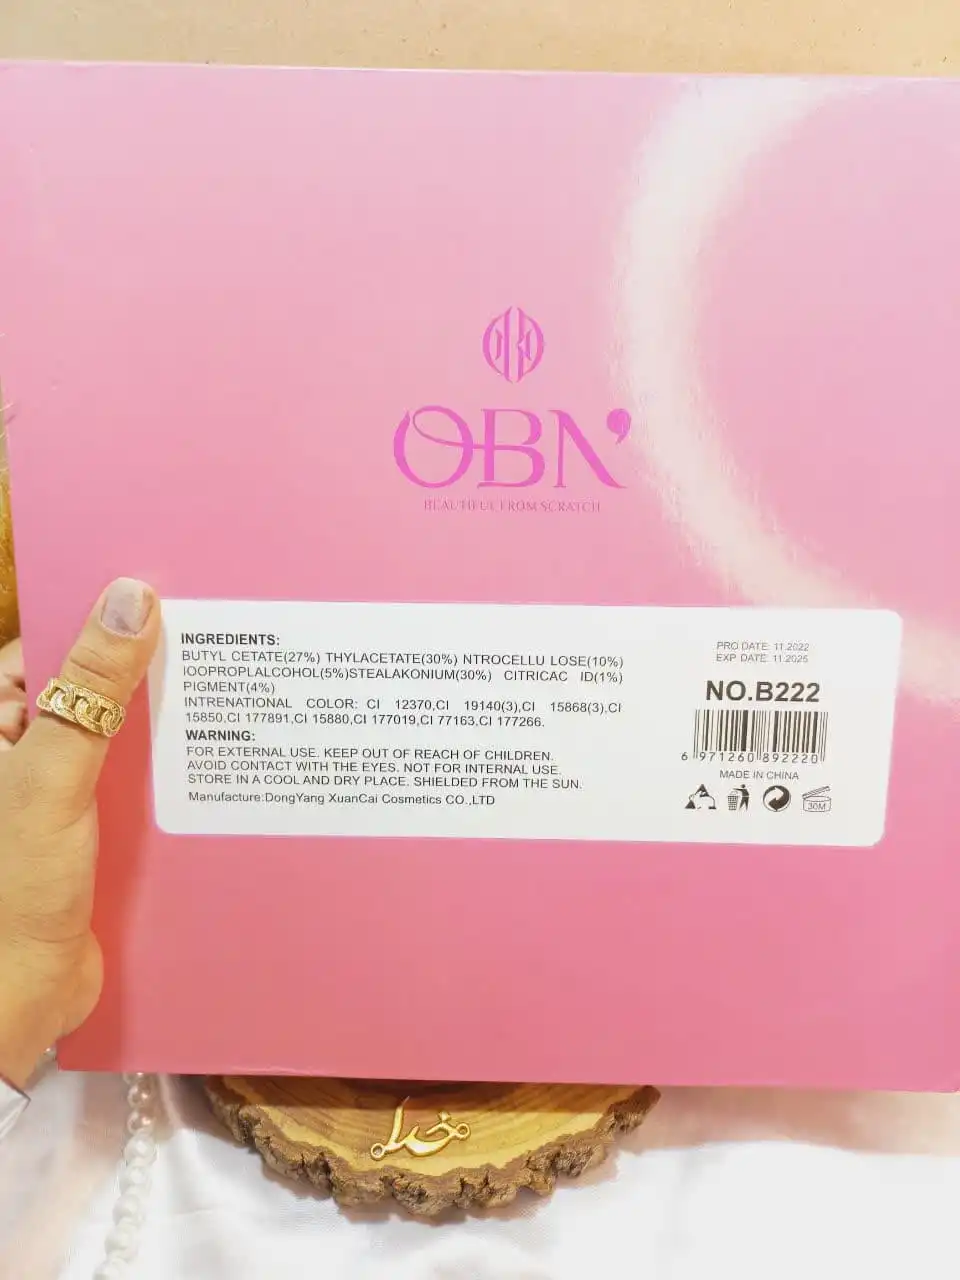 OBN'
BEAUTIFUL FROM SCRATCH
INGREDIENTS:
BUTYL CETATE(27%) THYLACETATE(30%) NTROCELLU LOSE(10%)
IOOPROPLALCOHOL(5%)STEALAKONIUM(30%) CITRICAC ID(1%)
PIGMENT(4%)
INTRENATIONAL COLOR: CI 12370,CI 19140(3),CI 15868(3),CI
15850,CI 177891,CI 15880,CI 177019,CI 77163,CI 177266.
WARNING:
FOR EXTERNAL USE. KEEP OUT OF REACH OF CHILDREN.
AVOID CONTACT WITH THE EYES. NOT FOR INTERNAL USE.
STORE IN A COOL AND DRY PLACE. SHIELDED FROM THE SUN.
Manufacture:DongYang XuanCai Cosmetics CO.,LTD
PRO DATE: 11.2022
EXP DATE: 11.2025
NO.B222
6 971260 892220
MADE IN CHINA
30M
خدا